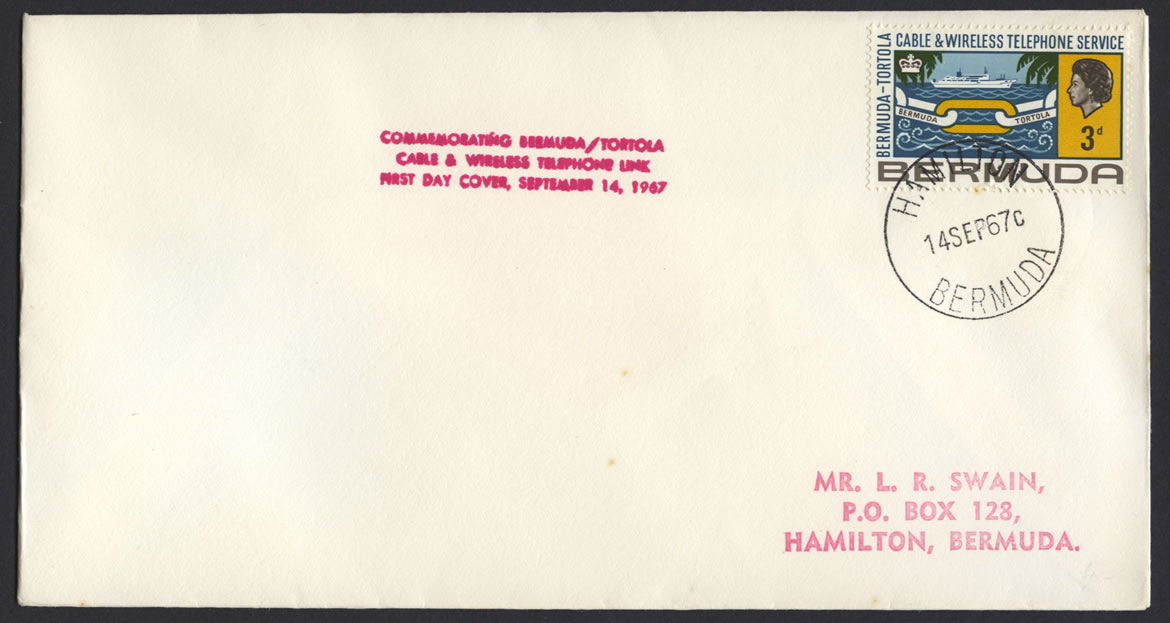 COMMEMORATING BERMUDA/TORTOLA
CABLE & WIRELESS TELEPHONE LINK
FIRST DAY COVER, SEPTEMBER 14, 1967
BERMUDA-TORTOLA
CABLE & WIRELESS TELEPHONE SERVICE
BERMUDA
TORTOLA
3d
BERMUDA
HAMILTON
14SEP67C
BERMUDA
MR. L. R. SWAIN,
P.O. BOX 128,
HAMILTON, BERMUDA.